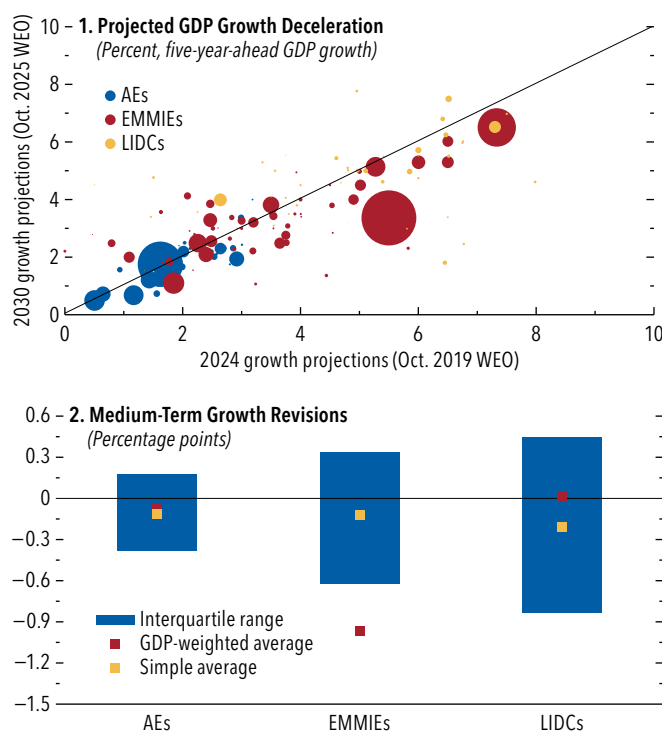 1. Projected GDP Growth Deceleration
(Percent, five-year-ahead GDP growth)
AEs
EMMIEs
LIDCs
2030 growth projections (Oct. 2025 WEO)
10
8
6
4
2
0
0
2
4
6
8
10
2024 growth projections (Oct. 2019 WEO)
2. Medium-Term Growth Revisions
(Percentage points)
0.6
0.3
0
−0.3
−0.6
−0.9
−1.2
−1.5
Interquartile range
GDP-weighted average
Simple average
AEs
EMMIEs
LIDCs